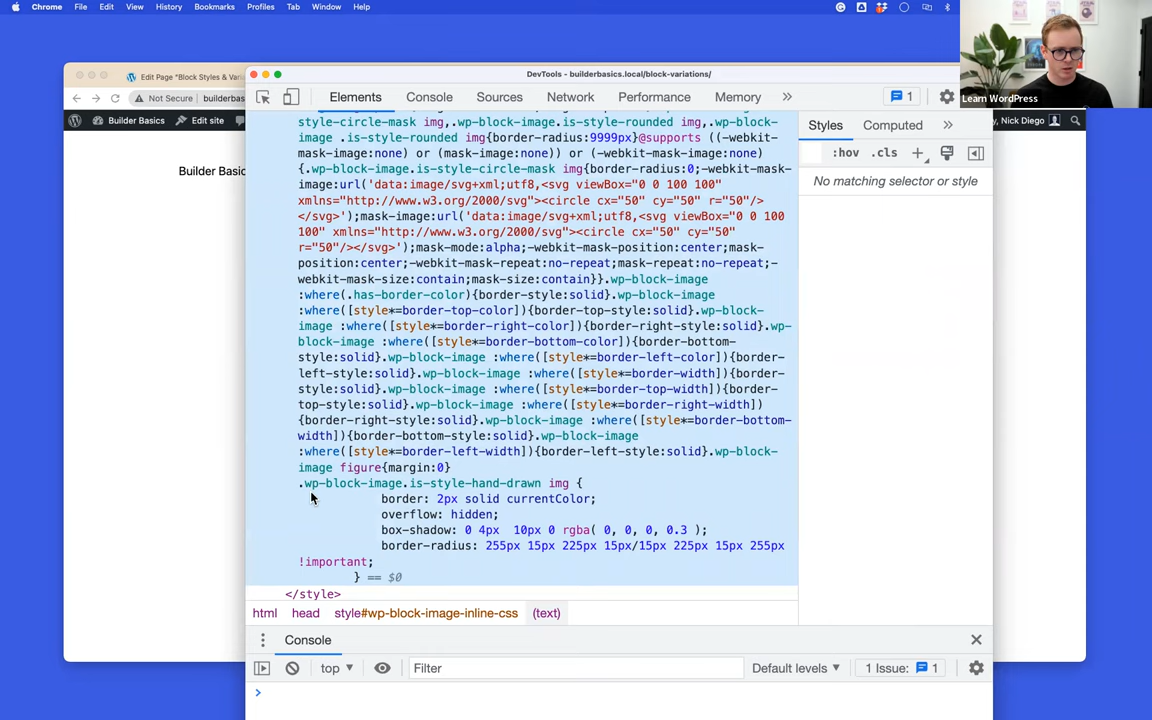 Chrome File Edit View History Bookmarks Profiles Tab Window Help
Edit Page "Block Styles & Varia
DevTools - builderbasics.local/block-variations/
Learn WordPress
Not Secure builderbas
Elements Console Sources Network Performance Memory 1
Builder Basics Edit site
, Nick Diego
style-circle-mask img,.wp-block-image.is-style-rounded img,.wp-block-
image .is-style-rounded img{border-radius:9999px}@supports ((-webkit-
mask-image:none) or (mask-image:none)) or (-webkit-mask-image:none)
{.wp-block-image.is-style-circle-mask img{border-radius:0;-webkit-mask-
image:url('data:image/svg+xml;utf8,<svg viewBox="0 0 100 100"
xmlns="http://www.w3.org/2000/svg"><circle cx="50" cy="50" r="50"/>
</svg>');mask-image:url('data:image/svg+xml;utf8,<svg viewBox="0 0 100
100" xmlns="http://www.w3.org/2000/svg"><circle cx="50" cy="50"
r="50"/></svg>');mask-mode:alpha;-webkit-mask-position:center;mask-
position:center;-webkit-mask-repeat:no-repeat;mask-repeat:no-repeat;-
webkit-mask-size:contain;mask-size:contain}}.wp-block-image
:where(.has-border-color){border-style:solid}.wp-block-image
:where([style*=border-top-color]){border-top-style:solid}.wp-block-
image :where([style*=border-right-color]){border-right-style:solid}.wp-
block-image :where([style*=border-bottom-color]){border-bottom-
style:solid}.wp-block-image :where([style*=border-left-color]){border-
left-style:solid}.wp-block-image :where([style*=border-width]){border-
style:solid}.wp-block-image :where([style*=border-top-width]){border-
top-style:solid}.wp-block-image :where([style*=border-right-width])
{border-right-style:solid}.wp-block-image :where([style*=border-bottom-
width]){border-bottom-style:solid}.wp-block-image
:where([style*=border-left-width]){border-left-style:solid}.wp-block-
image figure{margin:0}
.wp-block-image.is-style-hand-drawn img {
border: 2px solid currentColor;
overflow: hidden;
box-shadow: 0 4px 10px 0 rgba( 0, 0, 0, 0.3 );
border-radius: 255px 15px 225px 15px/15px 225px 15px 255px
!important;
} == $0
</style>
Styles Computed
:hov .cls
No matching selector or style
Builder Basic
html head style#wp-block-image-inline-css (text)
Console
top Filter Default levels 1 Issue: 1
>